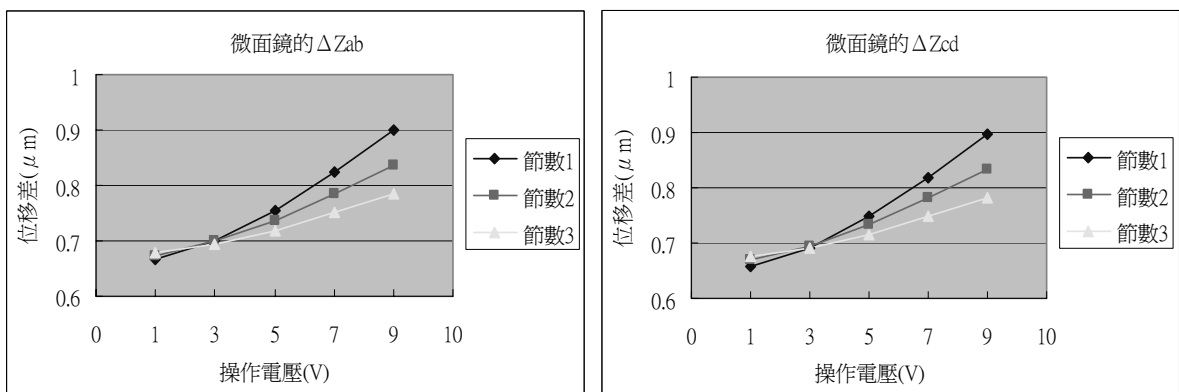 微面鏡的ΔZab
位移差(μm)
1
0.9
0.8
0.7
0.6
0 1 3 5 7 9 10
操作電壓(V)
節數1
節數2
節數3
微面鏡的ΔZcd
位移差(μm)
1
0.9
0.8
0.7
0.6
0 1 3 5 7 9 10
操作電壓(V)
節數1
節數2
節數3